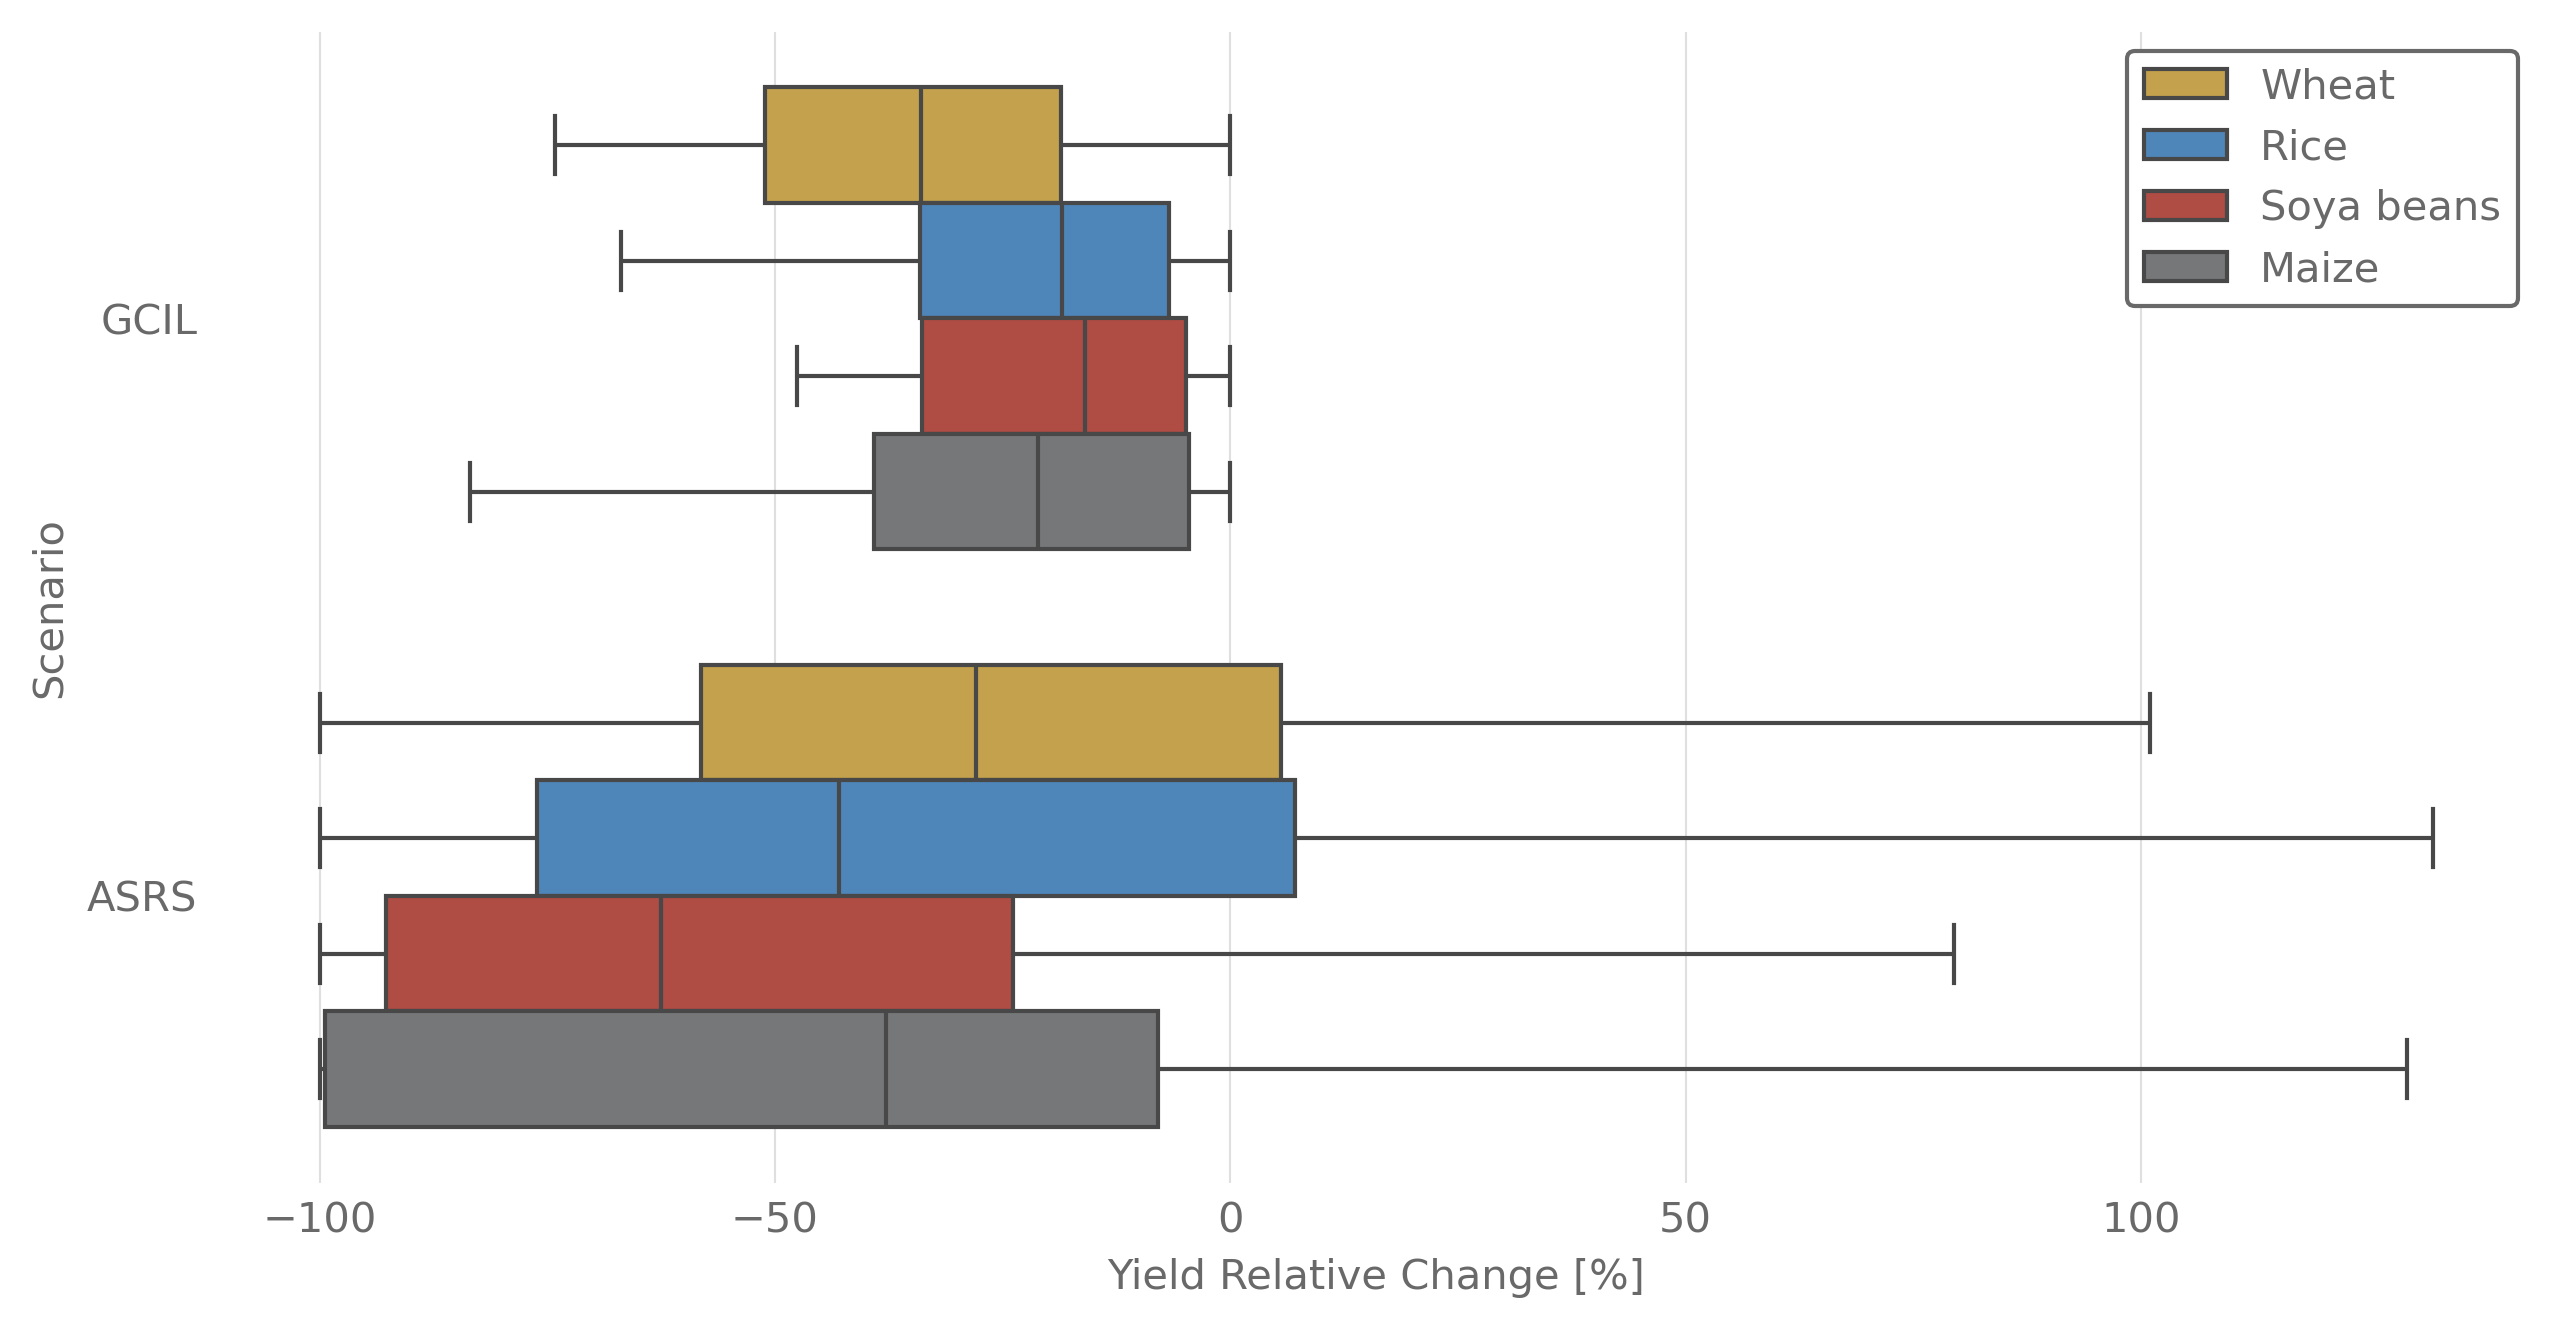 Wheat
Rice
Soya beans
Maize
GCIL
ASRS
Scenario
−100 −50 0 50 100
Yield Relative Change [%]